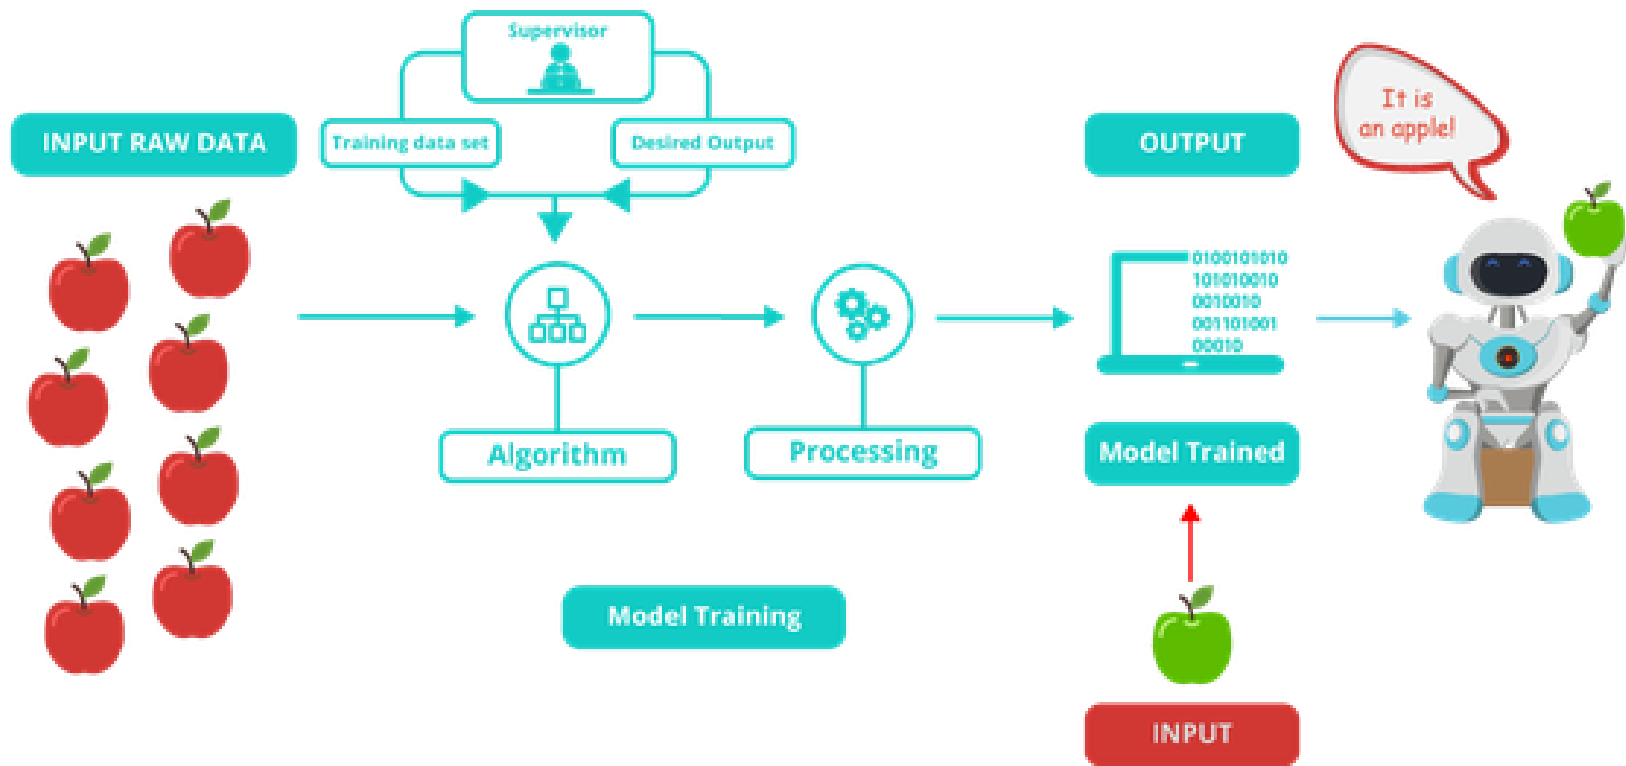 Supervisor
INPUT RAW DATA
Training data set
Desired Output
OUTPUT
It is
an apple!
0100101010
101010010
0010010
001101001
00010
Algorithm
Processing
Model Trained
Model Training
INPUT